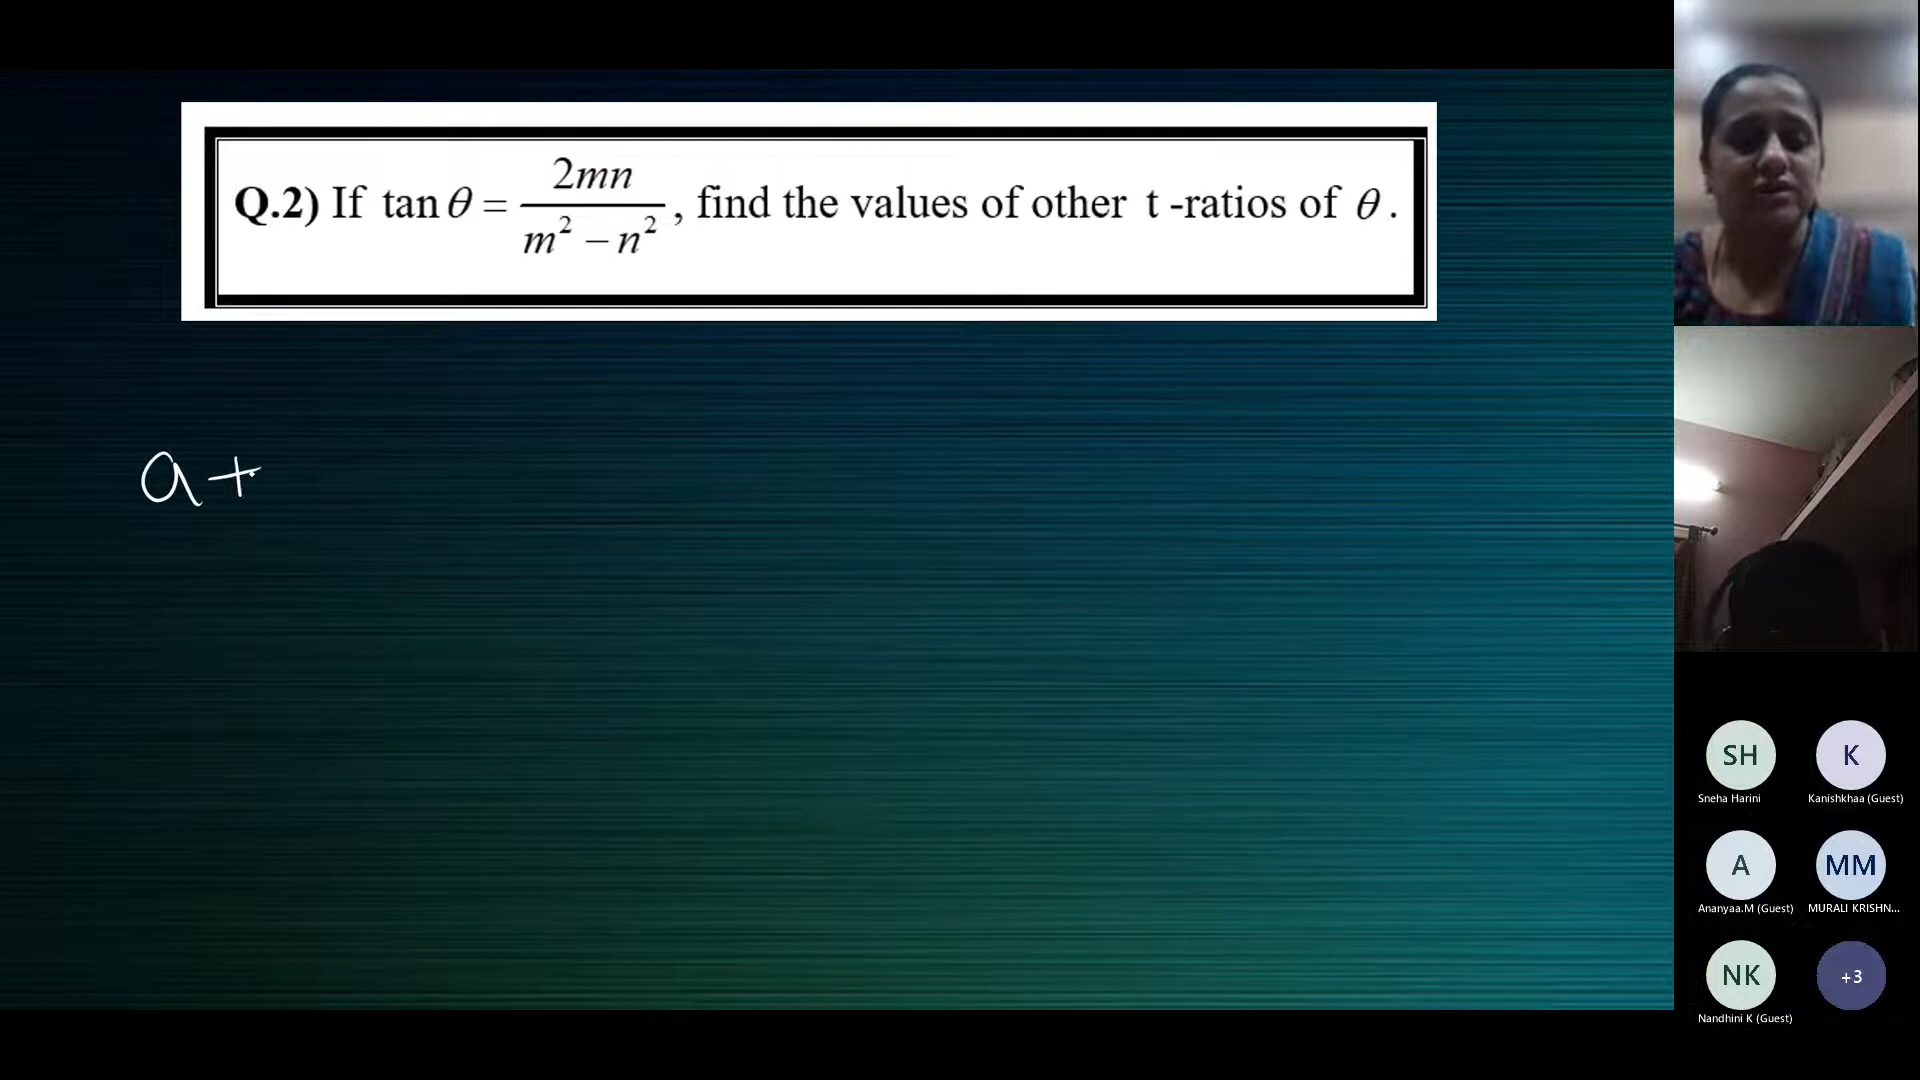 Q.2) If tan θ = 2mn / m² − n², find the values of other t-ratios of θ.
a+
SH
K
Sneha Harini
Kanishkhaa (Guest)
A
MM
Ananyaa.M (Guest)
MURALI KRISHN...
NK
+3
Nandhini K (Guest)